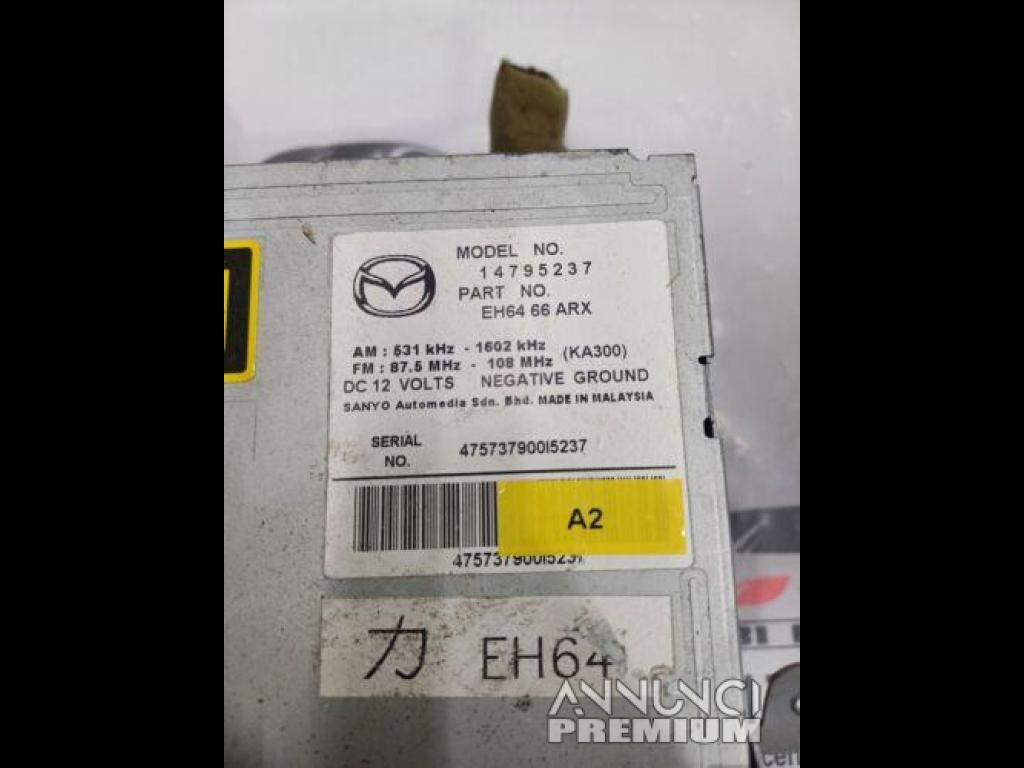 MODEL NO.
14795237
PART NO.
EH64 66 ARX
AM : 531 kHz - 1602 kHz (KA300)
FM : 87.5 MHz - 108 MHz
DC 12 VOLTS NEGATIVE GROUND
SANYO Automedia Sdn. Bhd. MADE IN MALAYSIA
SERIAL NO. 475737900I5237
A2
475737900I5237
力 EH64
ANNUNCI
PREMIUM